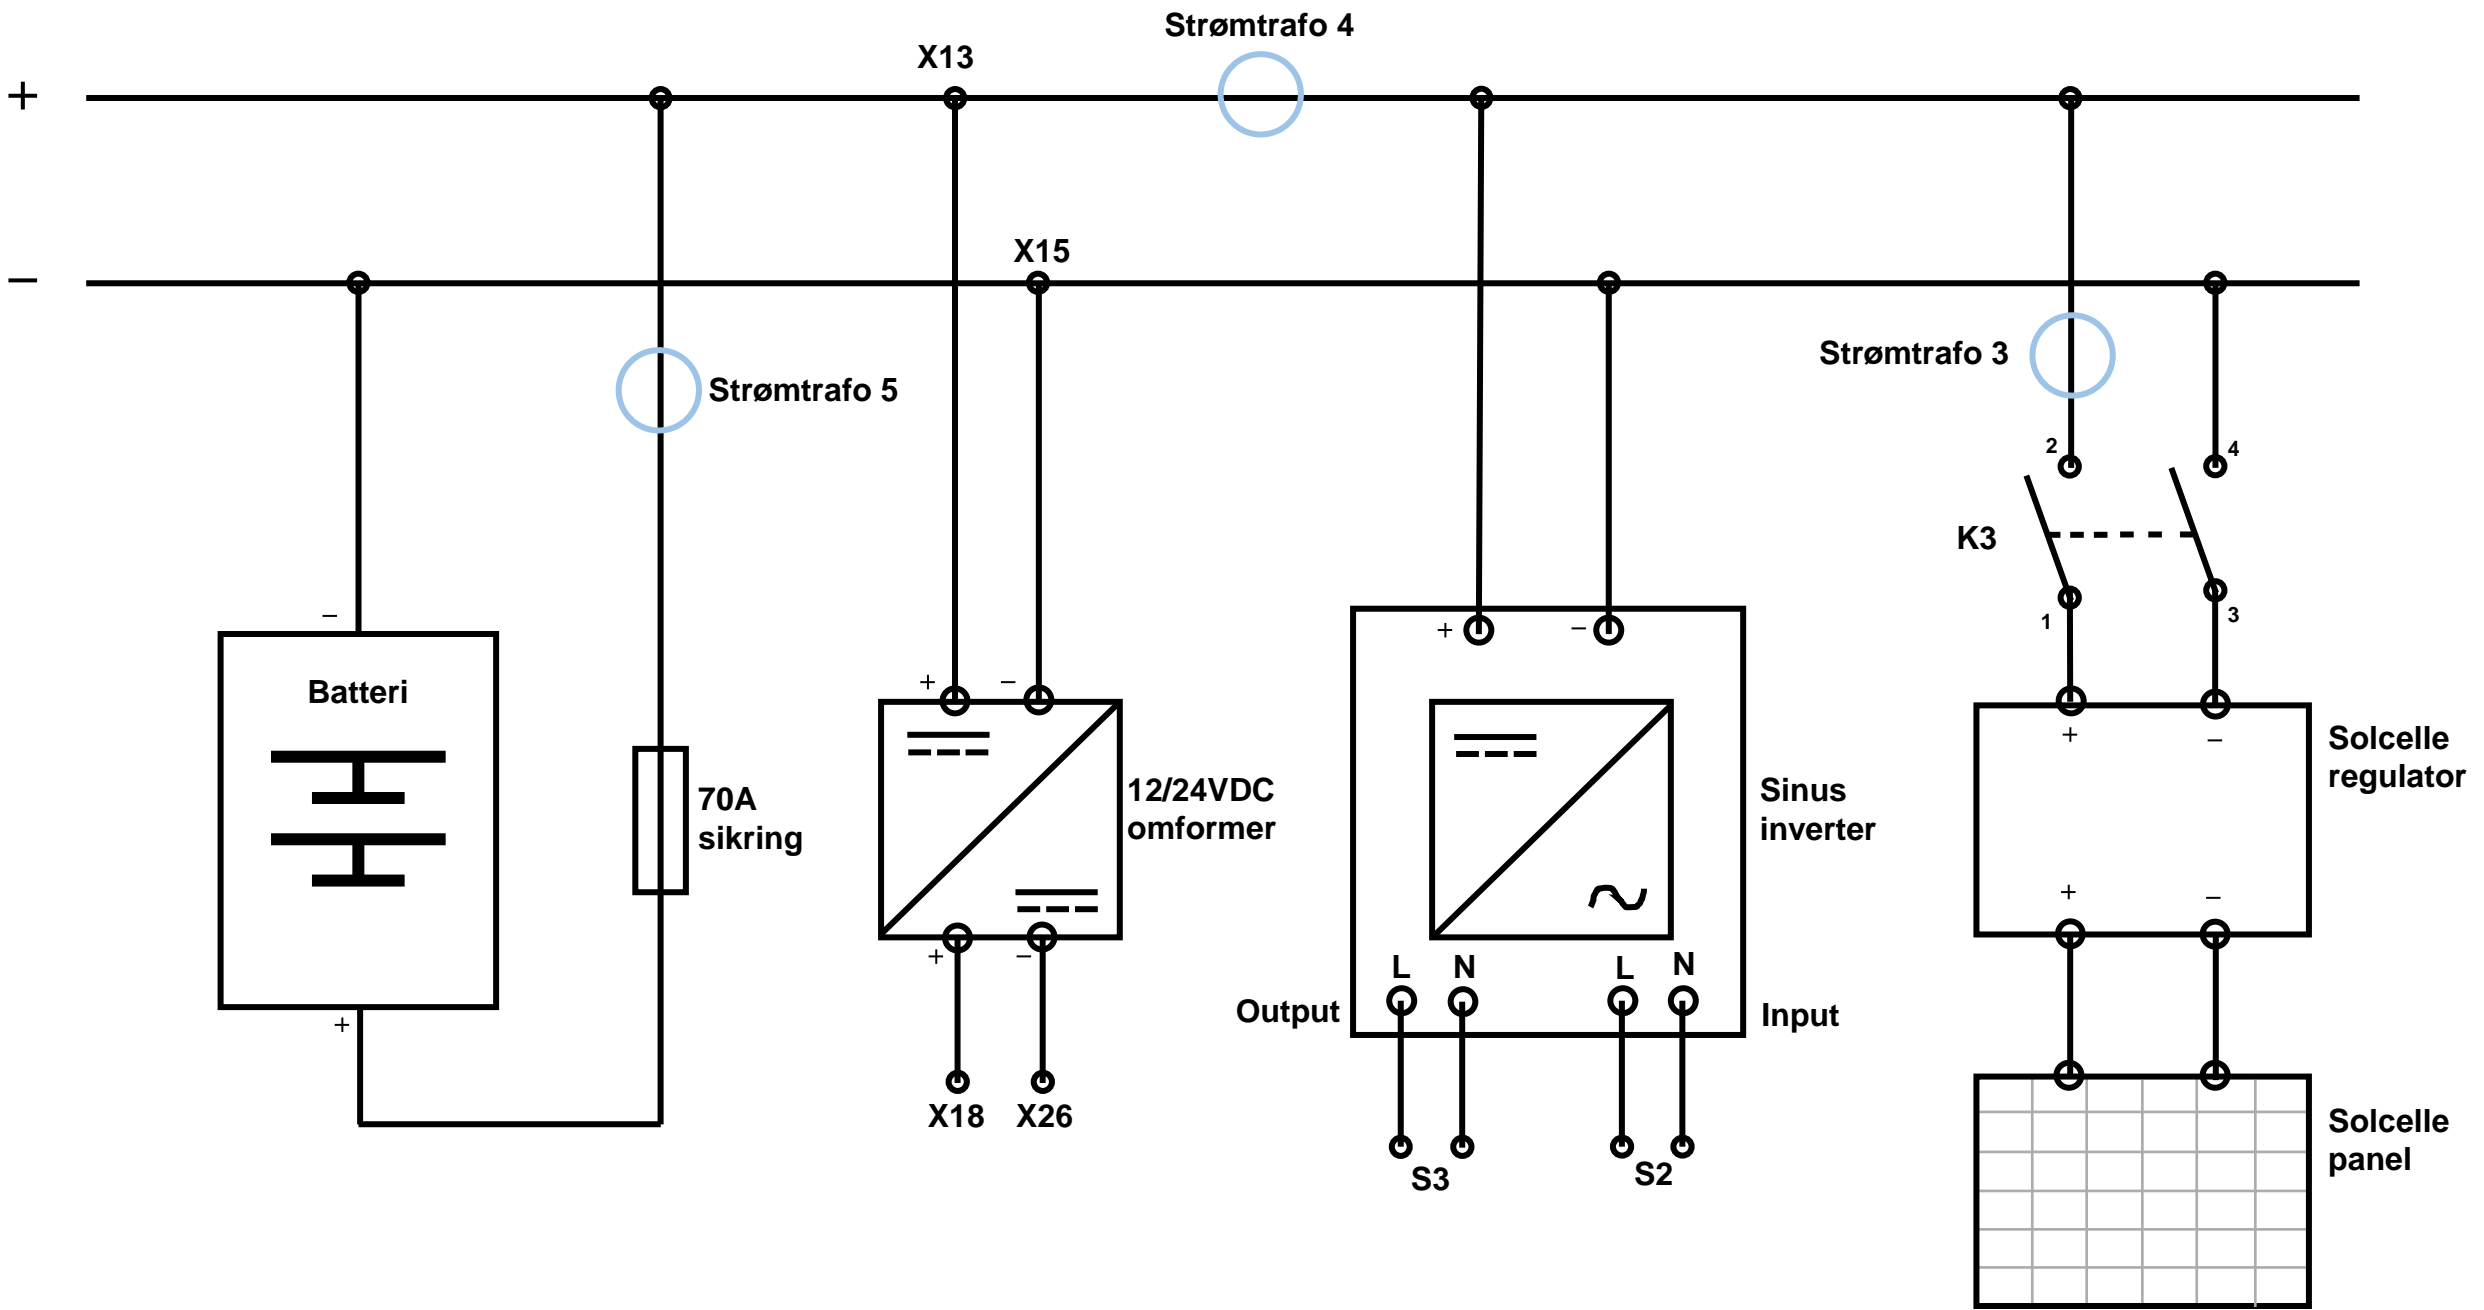 Strømtrafo 4
X13
+
X15
−
Strømtrafo 3
Strømtrafo 5
2
4
K3
1
3
−
+
−
+
−
Batteri
+
−
Solcelle
regulator
70A
sikring
12/24VDC
omformer
Sinus
inverter
+
−
+
−
L
N
L
N
Output
Input
+
X18
X26
S3
S2
Solcelle
panel